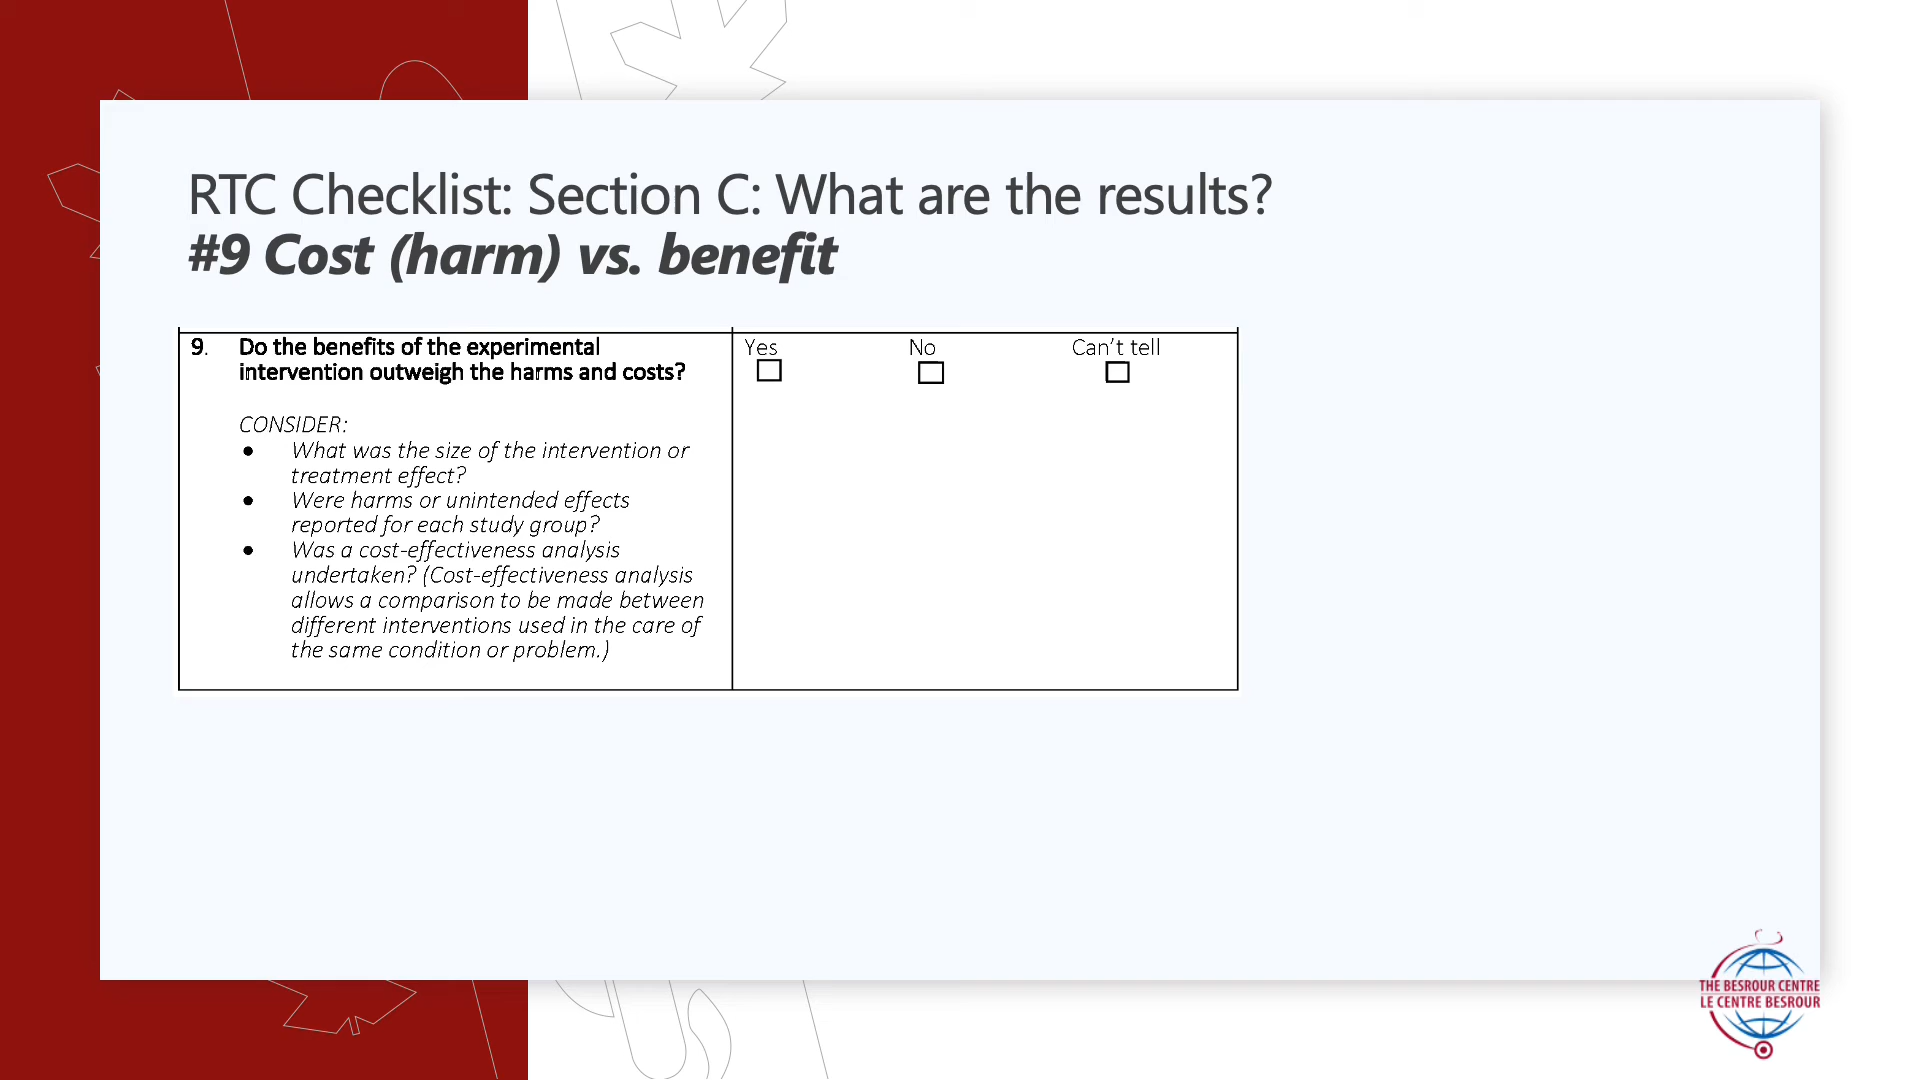 RTC Checklist: Section C: What are the results?
#9 Cost (harm) vs. benefit
9. Do the benefits of the experimental
intervention outweigh the harms and costs?
Yes No Can’t tell
CONSIDER:
● What was the size of the intervention or
treatment effect?
● Were harms or unintended effects
reported for each study group?
● Was a cost-effectiveness analysis
undertaken? (Cost-effectiveness analysis
allows a comparison to be made between
different interventions used in the care of
the same condition or problem.)
THE BESROUR CENTRE
LE CENTRE BESROUR